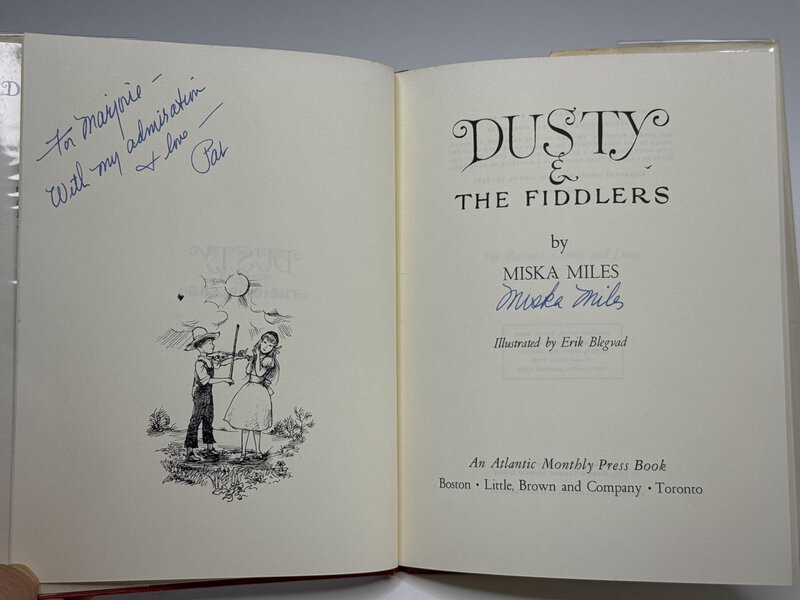 For Marjorie —
With my admiration
& love —
Pat
DUSTY
&
THE FIDDLERS
by
MISKA MILES
Miska Miles
Illustrated by Erik Blegvad
An Atlantic Monthly Press Book
Boston • Little, Brown and Company • Toronto